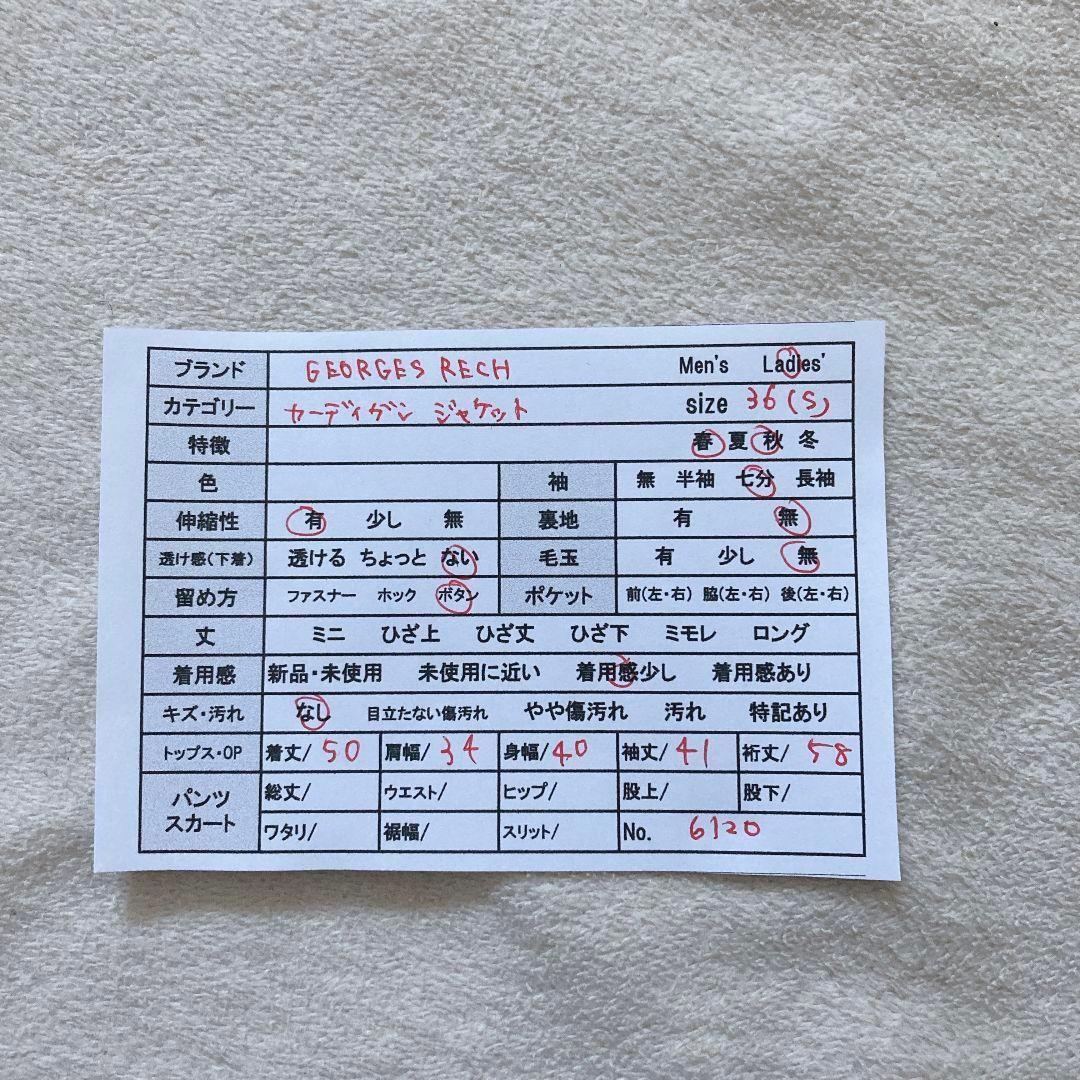 ブランド GEORGES RECH Men's Ladies'
カテゴリー カーディガン ジャケット size 36(S)
特徴 春 夏 秋 冬
色 袖 無 半袖 七分 長袖
伸縮性 有 少し 無 裏地 有 無
透け感(下着) 透ける ちょっと ない 毛玉 有 少し 無
留め方 ファスナー ホック ボタン ポケット 前(左・右) 脇(左・右) 後(左・右)
丈 ミニ ひざ上 ひざ丈 ひざ下 ミモレ ロング
着用感 新品・未使用 未使用に近い 着用感少し 着用感あり
キズ・汚れ なし 目立たない傷汚れ やや傷汚れ 汚れ 特記あり
トップス・OP 着丈/ 50 肩幅/ 34 身幅/ 40 袖丈/ 41 裄丈/ 58
パンツ スカート 総丈/ ウエスト/ ヒップ/ 股上/ 股下/
ワタリ/ 裾幅/ スリット/ No. 6120